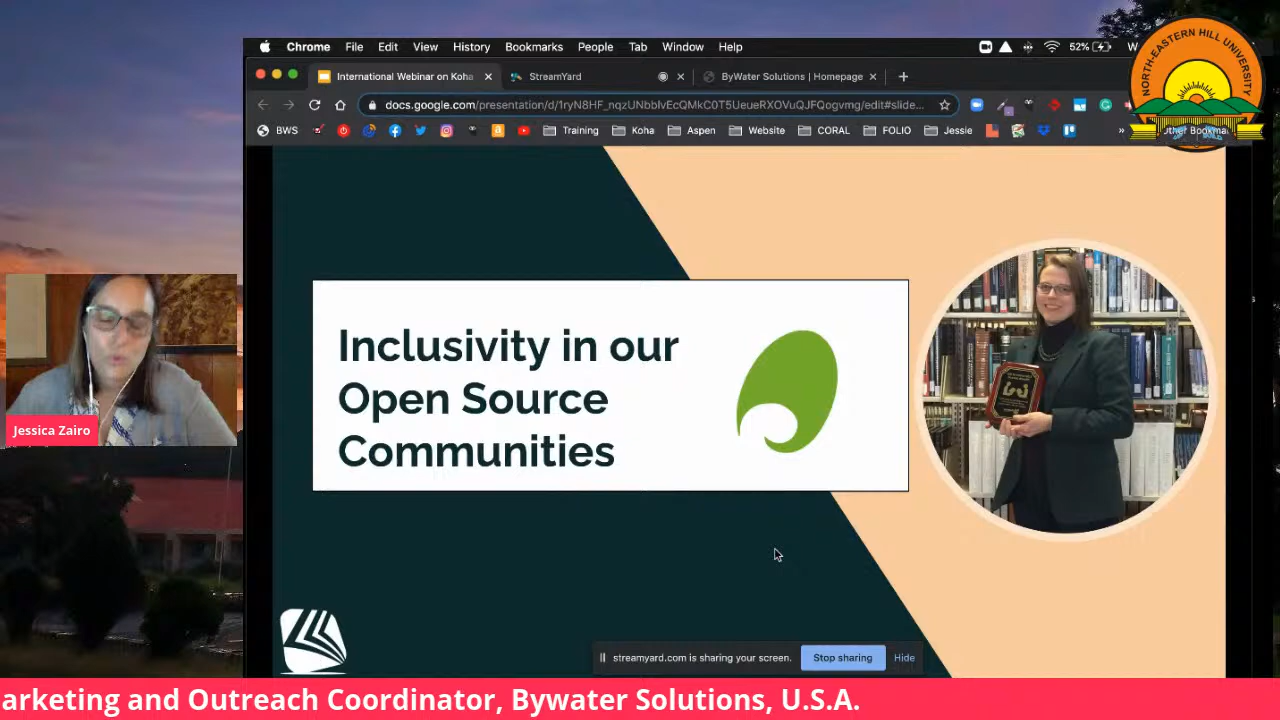 Chrome File Edit View History Bookmarks People Tab Window Help
52%
W
International Webinar on Koha
StreamYard
ByWater Solutions | Homepage
docs.google.com/presentation/d/1ryN8HF_nqzUNbblvEcQMkC0T5UeueRXOVuQJFQogvmg/edit#slide...
BWS
Training
Koha
Aspen
Website
CORAL
FOLIO
Jessie
»
Other Bookma
NORTH-EASTERN HILL UNIVERSITY
Inclusivity in our
Open Source
Communities
Jessica Zairo
streamyard.com is sharing your screen.
Stop sharing
Hide
arketing and Outreach Coordinator, Bywater Solutions, U.S.A.